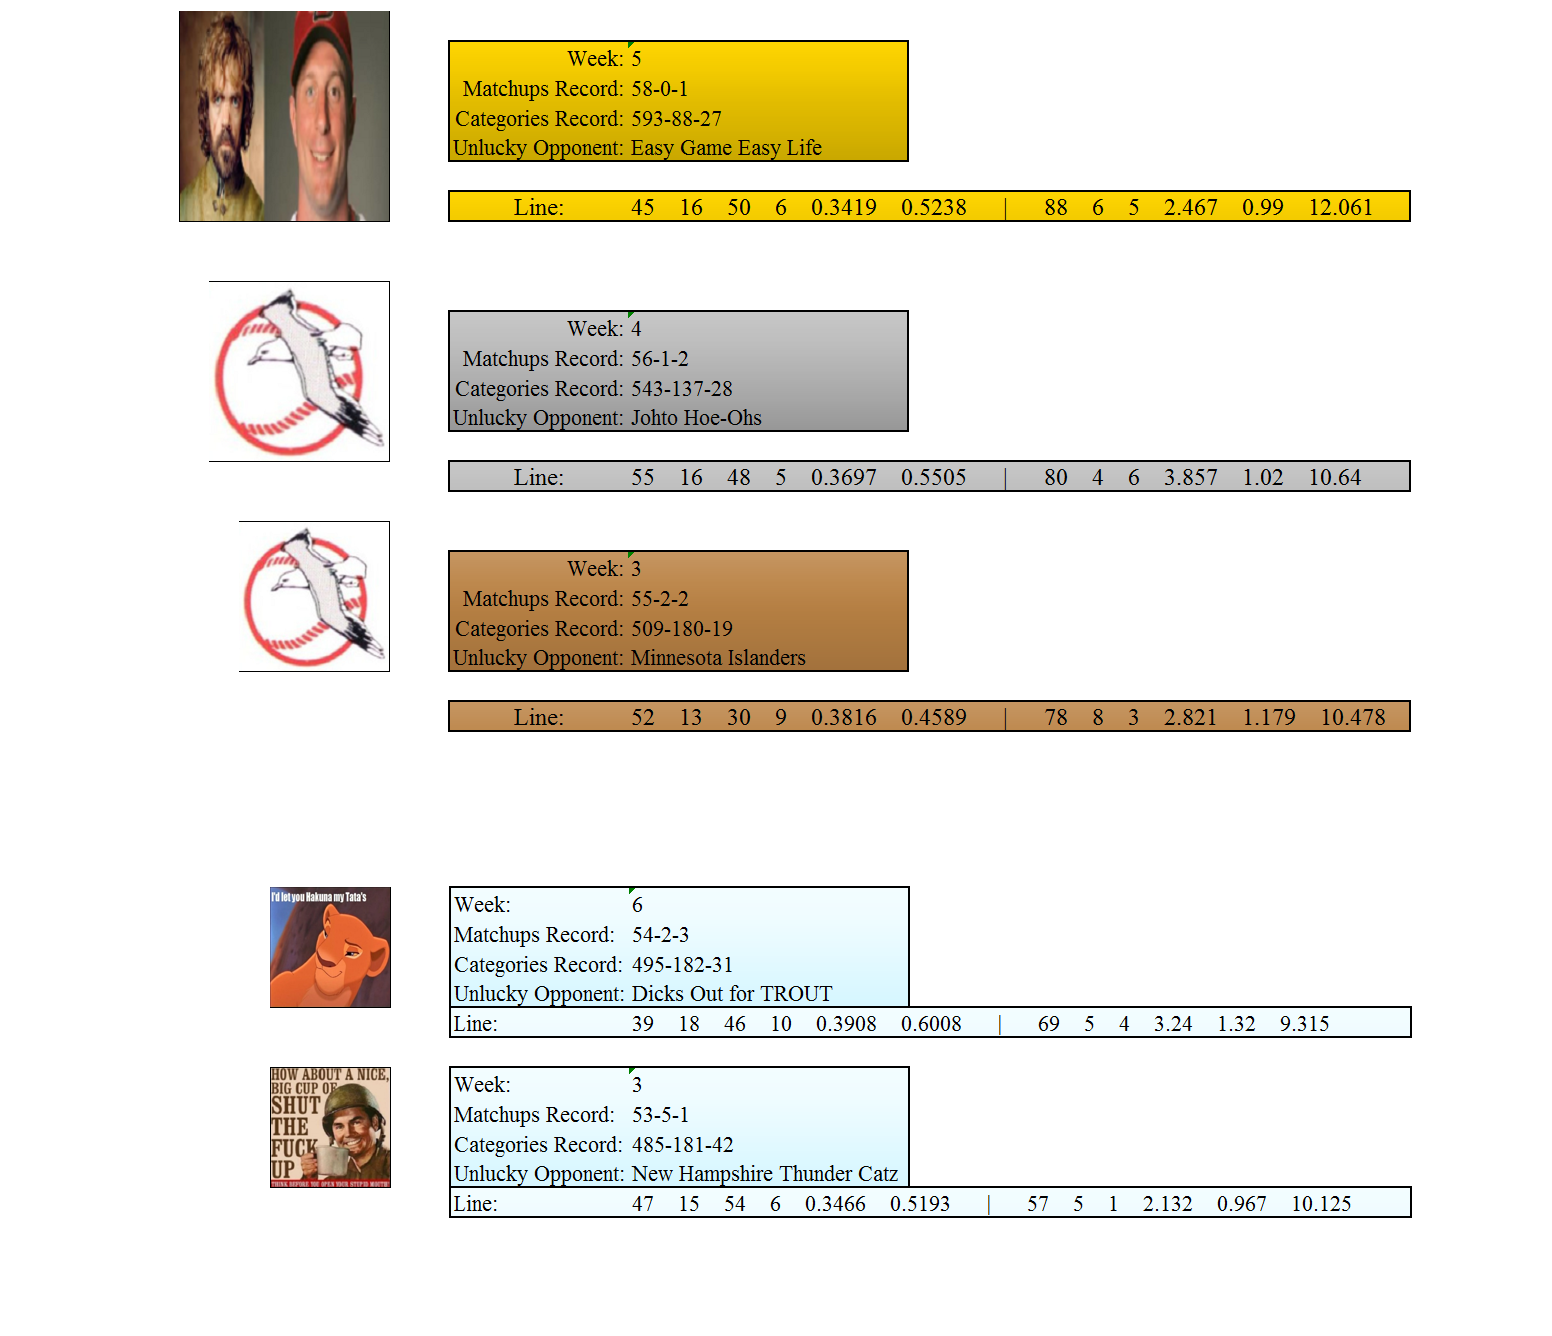 Week: 5
Matchups Record: 58-0-1
Categories Record: 593-88-27
Unlucky Opponent: Easy Game Easy Life
Line: 45 16 50 6 0.3419 0.5238 | 88 6 5 2.467 0.99 12.061
Week: 4
Matchups Record: 56-1-2
Categories Record: 543-137-28
Unlucky Opponent: Johto Hoe-Ohs
Line: 55 16 48 5 0.3697 0.5505 | 80 4 6 3.857 1.02 10.64
Week: 3
Matchups Record: 55-2-2
Categories Record: 509-180-19
Unlucky Opponent: Minnesota Islanders
Line: 52 13 30 9 0.3816 0.4589 | 78 8 3 2.821 1.179 10.478
I'd let you Hakuna my Tata's
Week: 6
Matchups Record: 54-2-3
Categories Record: 495-182-31
Unlucky Opponent: Dicks Out for TROUT
Line: 39 18 46 10 0.3908 0.6008 | 69 5 4 3.24 1.32 9.315
HOW ABOUT A NICE,
BIG CUP OF
SHUT
THE
FUCK
UP
THINK BEFORE YOU OPEN YOUR STUPID MOUTH!
Week: 3
Matchups Record: 53-5-1
Categories Record: 485-181-42
Unlucky Opponent: New Hampshire Thunder Catz
Line: 47 15 54 6 0.3466 0.5193 | 57 5 1 2.132 0.967 10.125